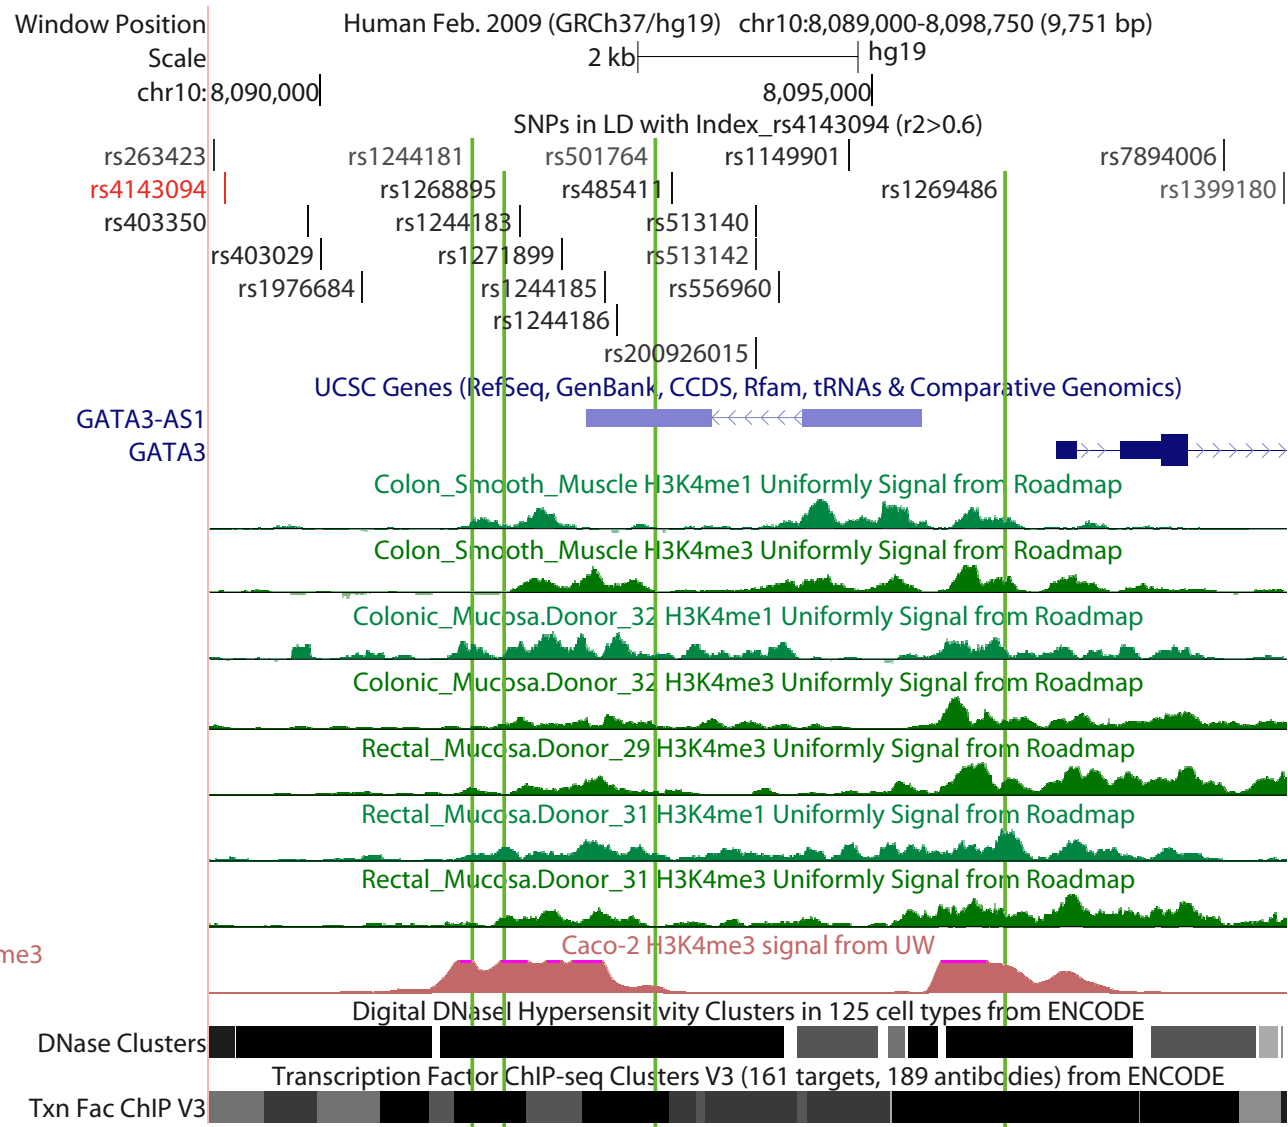 Window Position Human Feb. 2009 (GRCh37/hg19) chr10:8,089,000-8,098,750 (9,751 bp)
Scale 2 kb hg19
chr10: 8,090,000 8,095,000
SNPs in LD with Index_rs4143094 (r2>0.6)
rs263423 rs1244181 rs501764 rs1149901 rs7894006
rs4143094 rs1268895 rs485411 rs1269486 rs1399180
rs403350 rs1244183 rs513140
rs403029 rs1271899 rs513142
rs1976684 rs1244185 rs556960
rs1244186
rs200926015
UCSC Genes (RefSeq, GenBank, CCDS, Rfam, tRNAs & Comparative Genomics)
GATA3-AS1
GATA3
Colon_Smooth_Muscle H3K4me1 Uniformly Signal from Roadmap
Colon_Smooth_Muscle H3K4me3 Uniformly Signal from Roadmap
Colonic_Mucosa.Donor_32 H3K4me1 Uniformly Signal from Roadmap
Colonic_Mucosa.Donor_32 H3K4me3 Uniformly Signal from Roadmap
Rectal_Mucosa.Donor_29 H3K4me3 Uniformly Signal from Roadmap
Rectal_Mucosa.Donor_31 H3K4me1 Uniformly Signal from Roadmap
Rectal_Mucosa.Donor_31 H3K4me3 Uniformly Signal from Roadmap
me3 Caco-2 H3K4me3 signal from UW
Digital DNaseI Hypersensitivity Clusters in 125 cell types from ENCODE
DNase Clusters
Transcription Factor ChIP-seq Clusters V3 (161 targets, 189 antibodies) from ENCODE
Txn Fac ChIP V3